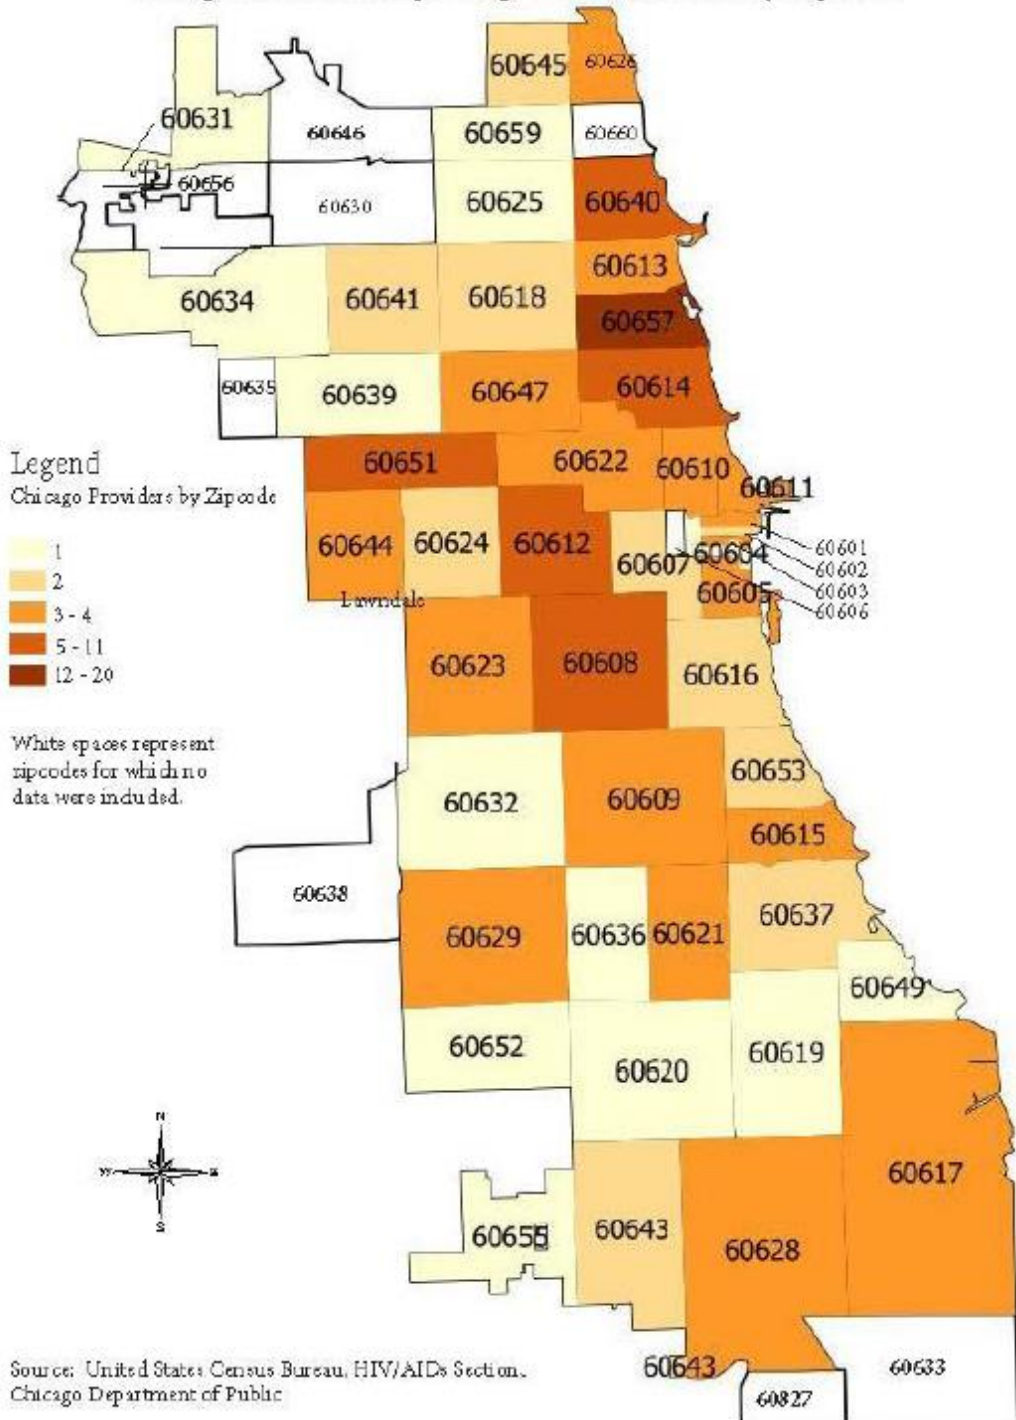 60645 60626
60631 60646 60659 60660
60656 60630 60625 60640
60613
60634 60641 60618
60657
60635 60639 60647 60614
Legend
Chicago Providers by Zipcode
1
2
3 - 4
5 - 11
12 - 20
White spaces represent
zipcodes for which no
data were included.
60651 60622 60610
60611
60644 60624 60612 60607 60604
60601
60602
60603
60606
60605
Lawndale
60623 60608 60616
60653
60632 60609
60615
60638
60629 60636 60621 60637
60649
60652 60620 60619
N
W E
S
60617
60655 60643 60628
60643 60633
60827
Source: United States Census Bureau, HIV/AIDs Section,
Chicago Department of Public